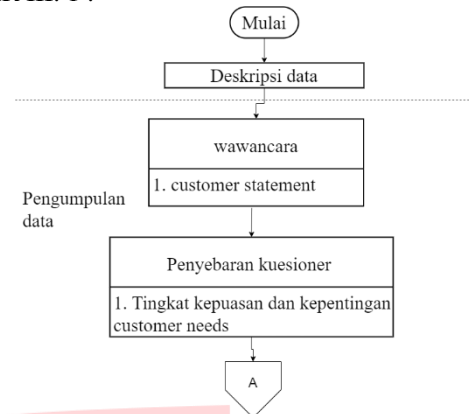 Mulai
Deskripsi data
wawancara
1. customer statement
Pengumpulan
data
Penyebaran kuesioner
1. Tingkat kepuasan dan kepentingan
customer needs
A